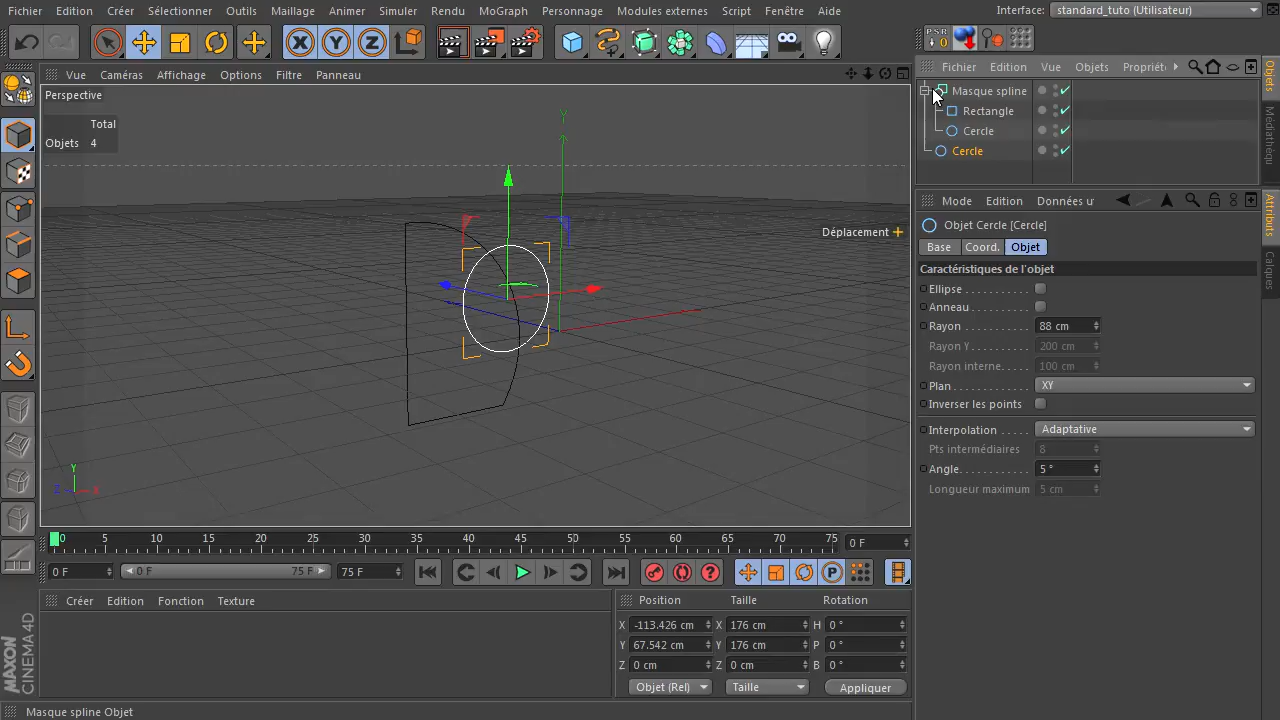 Fichier Edition Créer Sélectionner Outils Maillage Animer Simuler Rendu MoGraph Personnage Modules externes Script Fenêtre Aide Interface: standard_tuto (Utilisateur)
PSR
0
Vue Caméras Affichage Options Filtre Panneau
Perspective
Total
Objets 4
Y
Déplacement
Y
Z X
Fichier Edition Vue Objets Propriét
Masque spline
Rectangle
Cercle
Cercle
Objets
Médiathèque
Attributs
Calques
Mode Edition Données u
Objet Cercle [Cercle]
Base Coord. Objet
Caractéristiques de l'objet
Ellipse
Anneau
Rayon 88 cm
Rayon Y 200 cm
Rayon interne 100 cm
Plan XY
Inverser les points
Interpolation Adaptative
Pts intermédiaires 8
Angle 5 °
Longueur maximum 5 cm
0 5 10 15 20 25 30 35 40 45 50 55 60 65 70 75 0 F
0 F 0 F 75 F 75 F
Créer Edition Fonction Texture
Position Taille Rotation
X -113.426 cm X 176 cm H 0 °
Y 67.542 cm Y 176 cm P 0 °
Z 0 cm Z 0 cm B 0 °
Objet (Rel) Taille Appliquer
MAXON
CINEMA 4D
Masque spline Objet